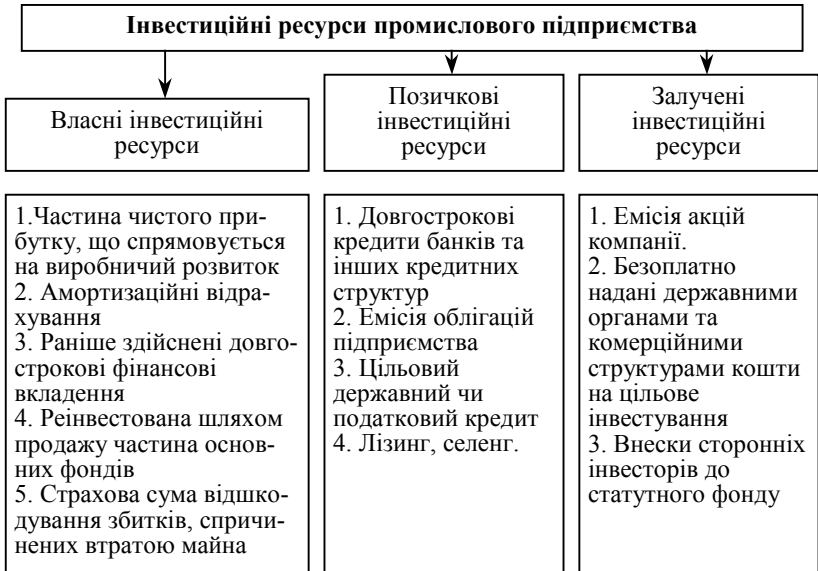 Інвестиційні ресурси промислового підприємства
Власні інвестиційні
ресурси
Позичкові
інвестиційні
ресурси
Залучені
інвестиційні
ресурси
1.Частина чистого при-
бутку, що спрямовується
на виробничий розвиток
2. Амортизаційні відра-
хування
3. Раніше здійснені довго-
строкові фінансові
вкладення
4. Реінвестована шляхом
продажу частина основ-
них фондів
5. Страхова сума відшко-
дування збитків, спричи-
нених втратою майна
1. Довгострокові
кредити банків та
інших кредитних
структур
2. Емісія облігацій
підприємства
3. Цільовий
державний чи
податковий кредит
4. Лізинг, селенг.
1. Емісія акцій
компанії.
2. Безоплатно
надані державними
органами та
комерційними
структурами кошти
на цільове
інвестування
3. Внески сторонніх
інвесторів до
статутного фонду